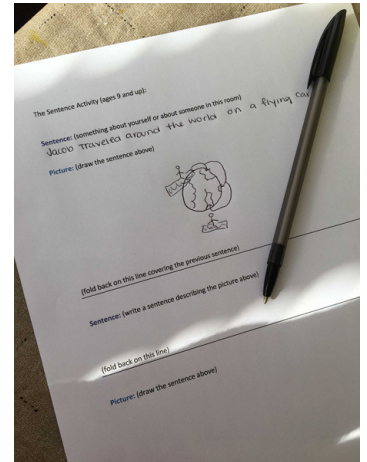 The Sentence Activity (ages 9 and up):
Sentence: (something about yourself or about someone in this room)
Jacob Traveled around the world on a flying
Picture: (draw the sentence above)
(fold back on this line covering the previous sentence)
Sentence: (write a sentence describing the picture above)
(fold back on this line)
Picture: (draw the sentence above)